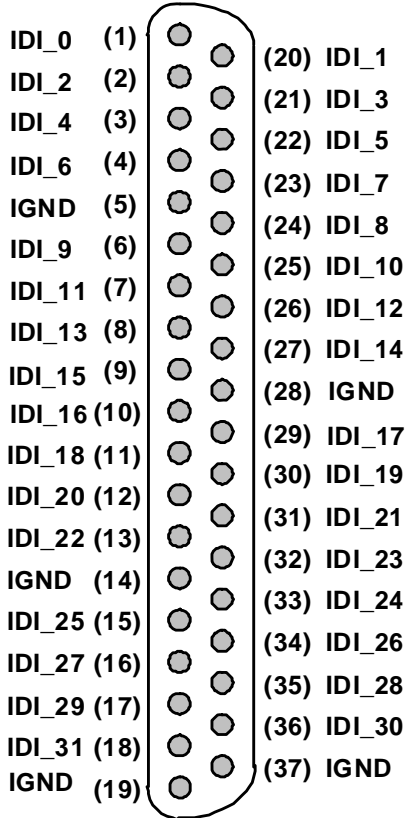 IDI_0 (1)
(20) IDI_1
IDI_2 (2)
(21) IDI_3
IDI_4 (3)
(22) IDI_5
IDI_6 (4)
(23) IDI_7
IGND (5)
(24) IDI_8
IDI_9 (6)
(25) IDI_10
IDI_11 (7)
(26) IDI_12
IDI_13 (8)
(27) IDI_14
IDI_15 (9)
(28) IGND
IDI_16 (10)
(29) IDI_17
IDI_18 (11)
(30) IDI_19
IDI_20 (12)
(31) IDI_21
IDI_22 (13)
(32) IDI_23
IGND (14)
(33) IDI_24
IDI_25 (15)
(34) IDI_26
IDI_27 (16)
(35) IDI_28
IDI_29 (17)
(36) IDI_30
IDI_31 (18)
(37) IGND
IGND (19)